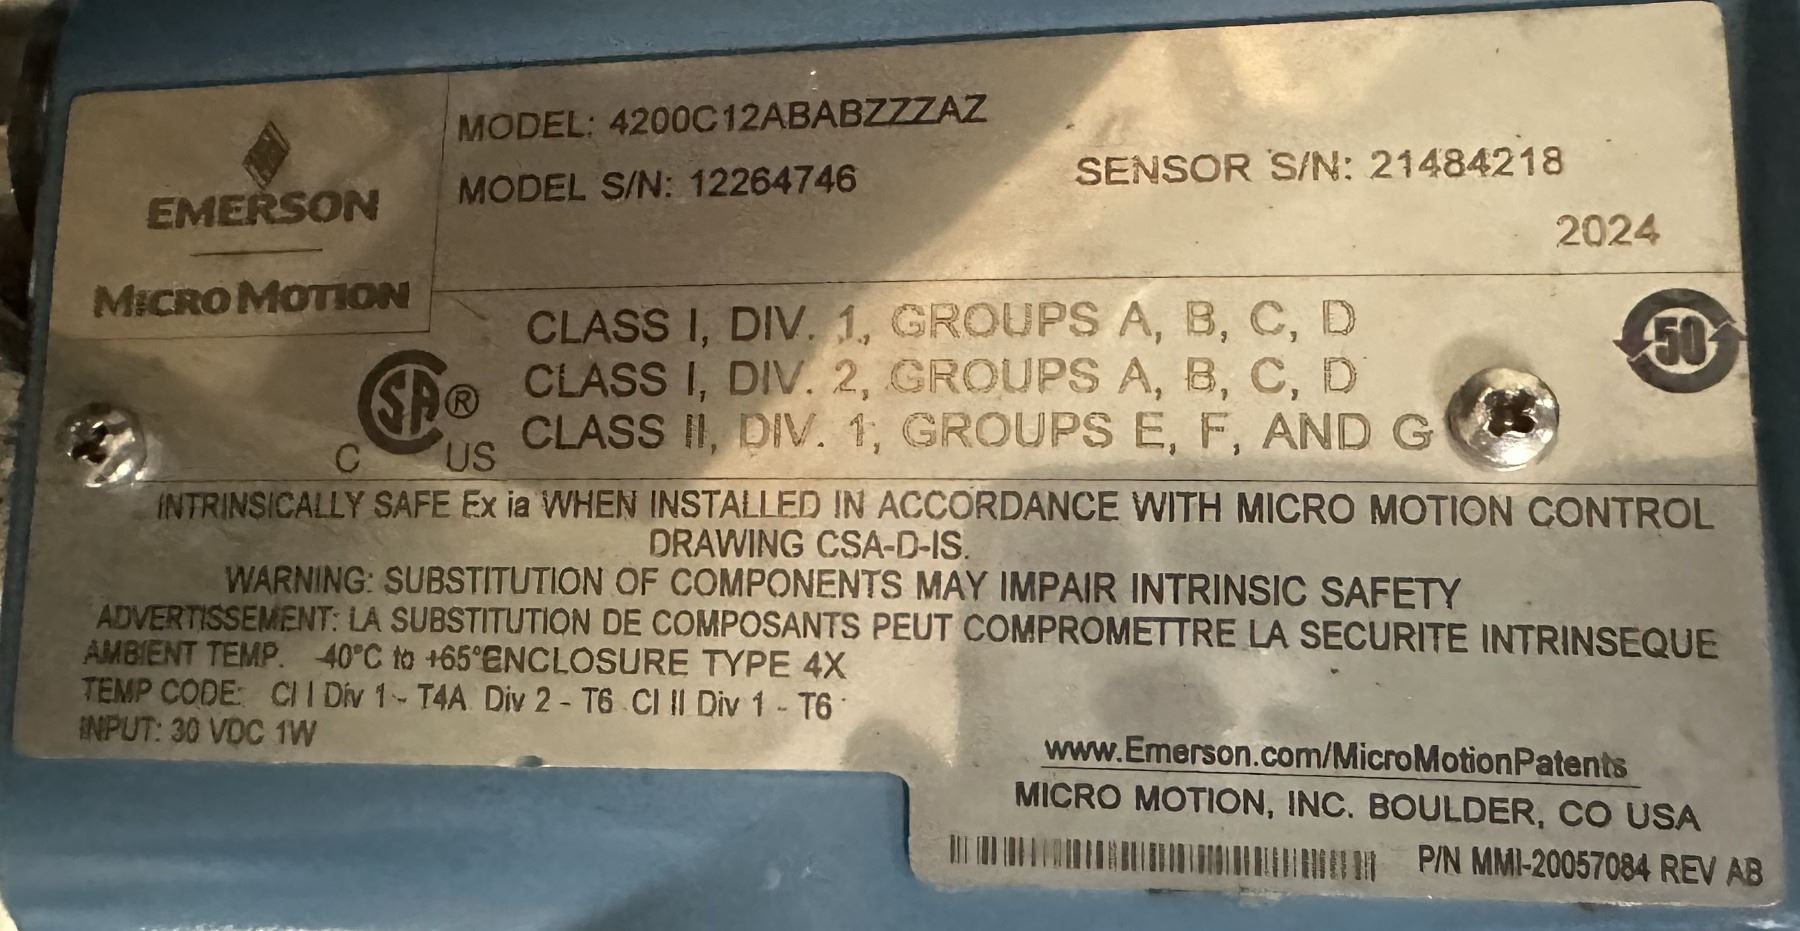 EMERSON
MICRO MOTION
MODEL: 4200C12ABABZZZAZ
MODEL S/N: 12264746
SENSOR S/N: 21484218
2024
CLASS I, DIV. 1, GROUPS A, B, C, D
CLASS I, DIV. 2, GROUPS A, B, C, D
CLASS II, DIV. 1, GROUPS E, F, AND G
C CSA® US
50
INTRINSICALLY SAFE Ex ia WHEN INSTALLED IN ACCORDANCE WITH MICRO MOTION CONTROL
DRAWING CSA-D-IS.
WARNING: SUBSTITUTION OF COMPONENTS MAY IMPAIR INTRINSIC SAFETY
ADVERTISSEMENT: LA SUBSTITUTION DE COMPOSANTS PEUT COMPROMETTRE LA SECURITE INTRINSEQUE
AMBIENT TEMP. -40°C to +65°ENCLOSURE TYPE 4X
TEMP CODE: Cl I Div 1 - T4A Div 2 - T6 Cl II Div 1 - T6
INPUT: 30 VDC 1W
www.Emerson.com/MicroMotionPatents
MICRO MOTION, INC. BOULDER, CO USA
P/N MMI-20057084 REV AB